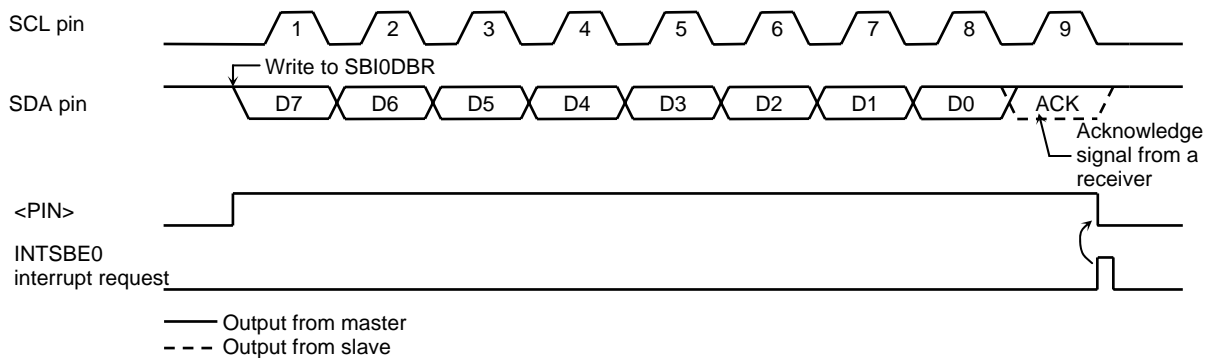 SCL pin
1 2 3 4 5 6 7 8 9
Write to SBI0DBR
SDA pin
D7 D6 D5 D4 D3 D2 D1 D0 ACK
Acknowledge
signal from a
receiver
<PIN>
INTSBE0
interrupt request
Output from master
Output from slave